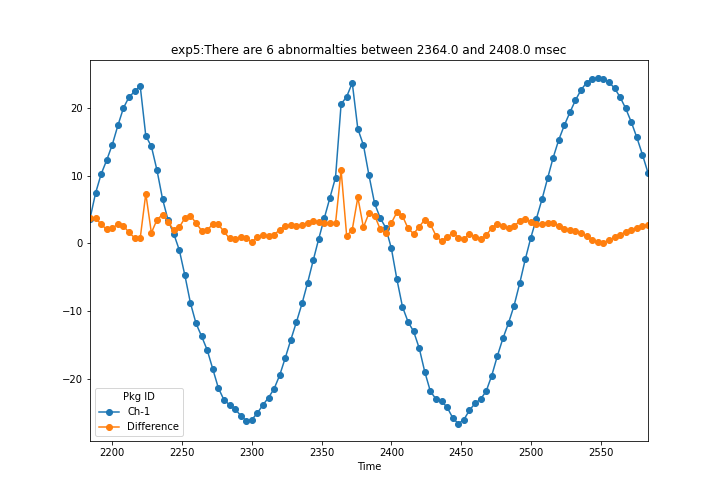 exp5:There are 6 abnormalties between 2364.0 and 2408.0 msec
20
10
0
−10
−20
Pkg ID
Ch-1
Difference
2200 2250 2300 2350 2400 2450 2500 2550
Time